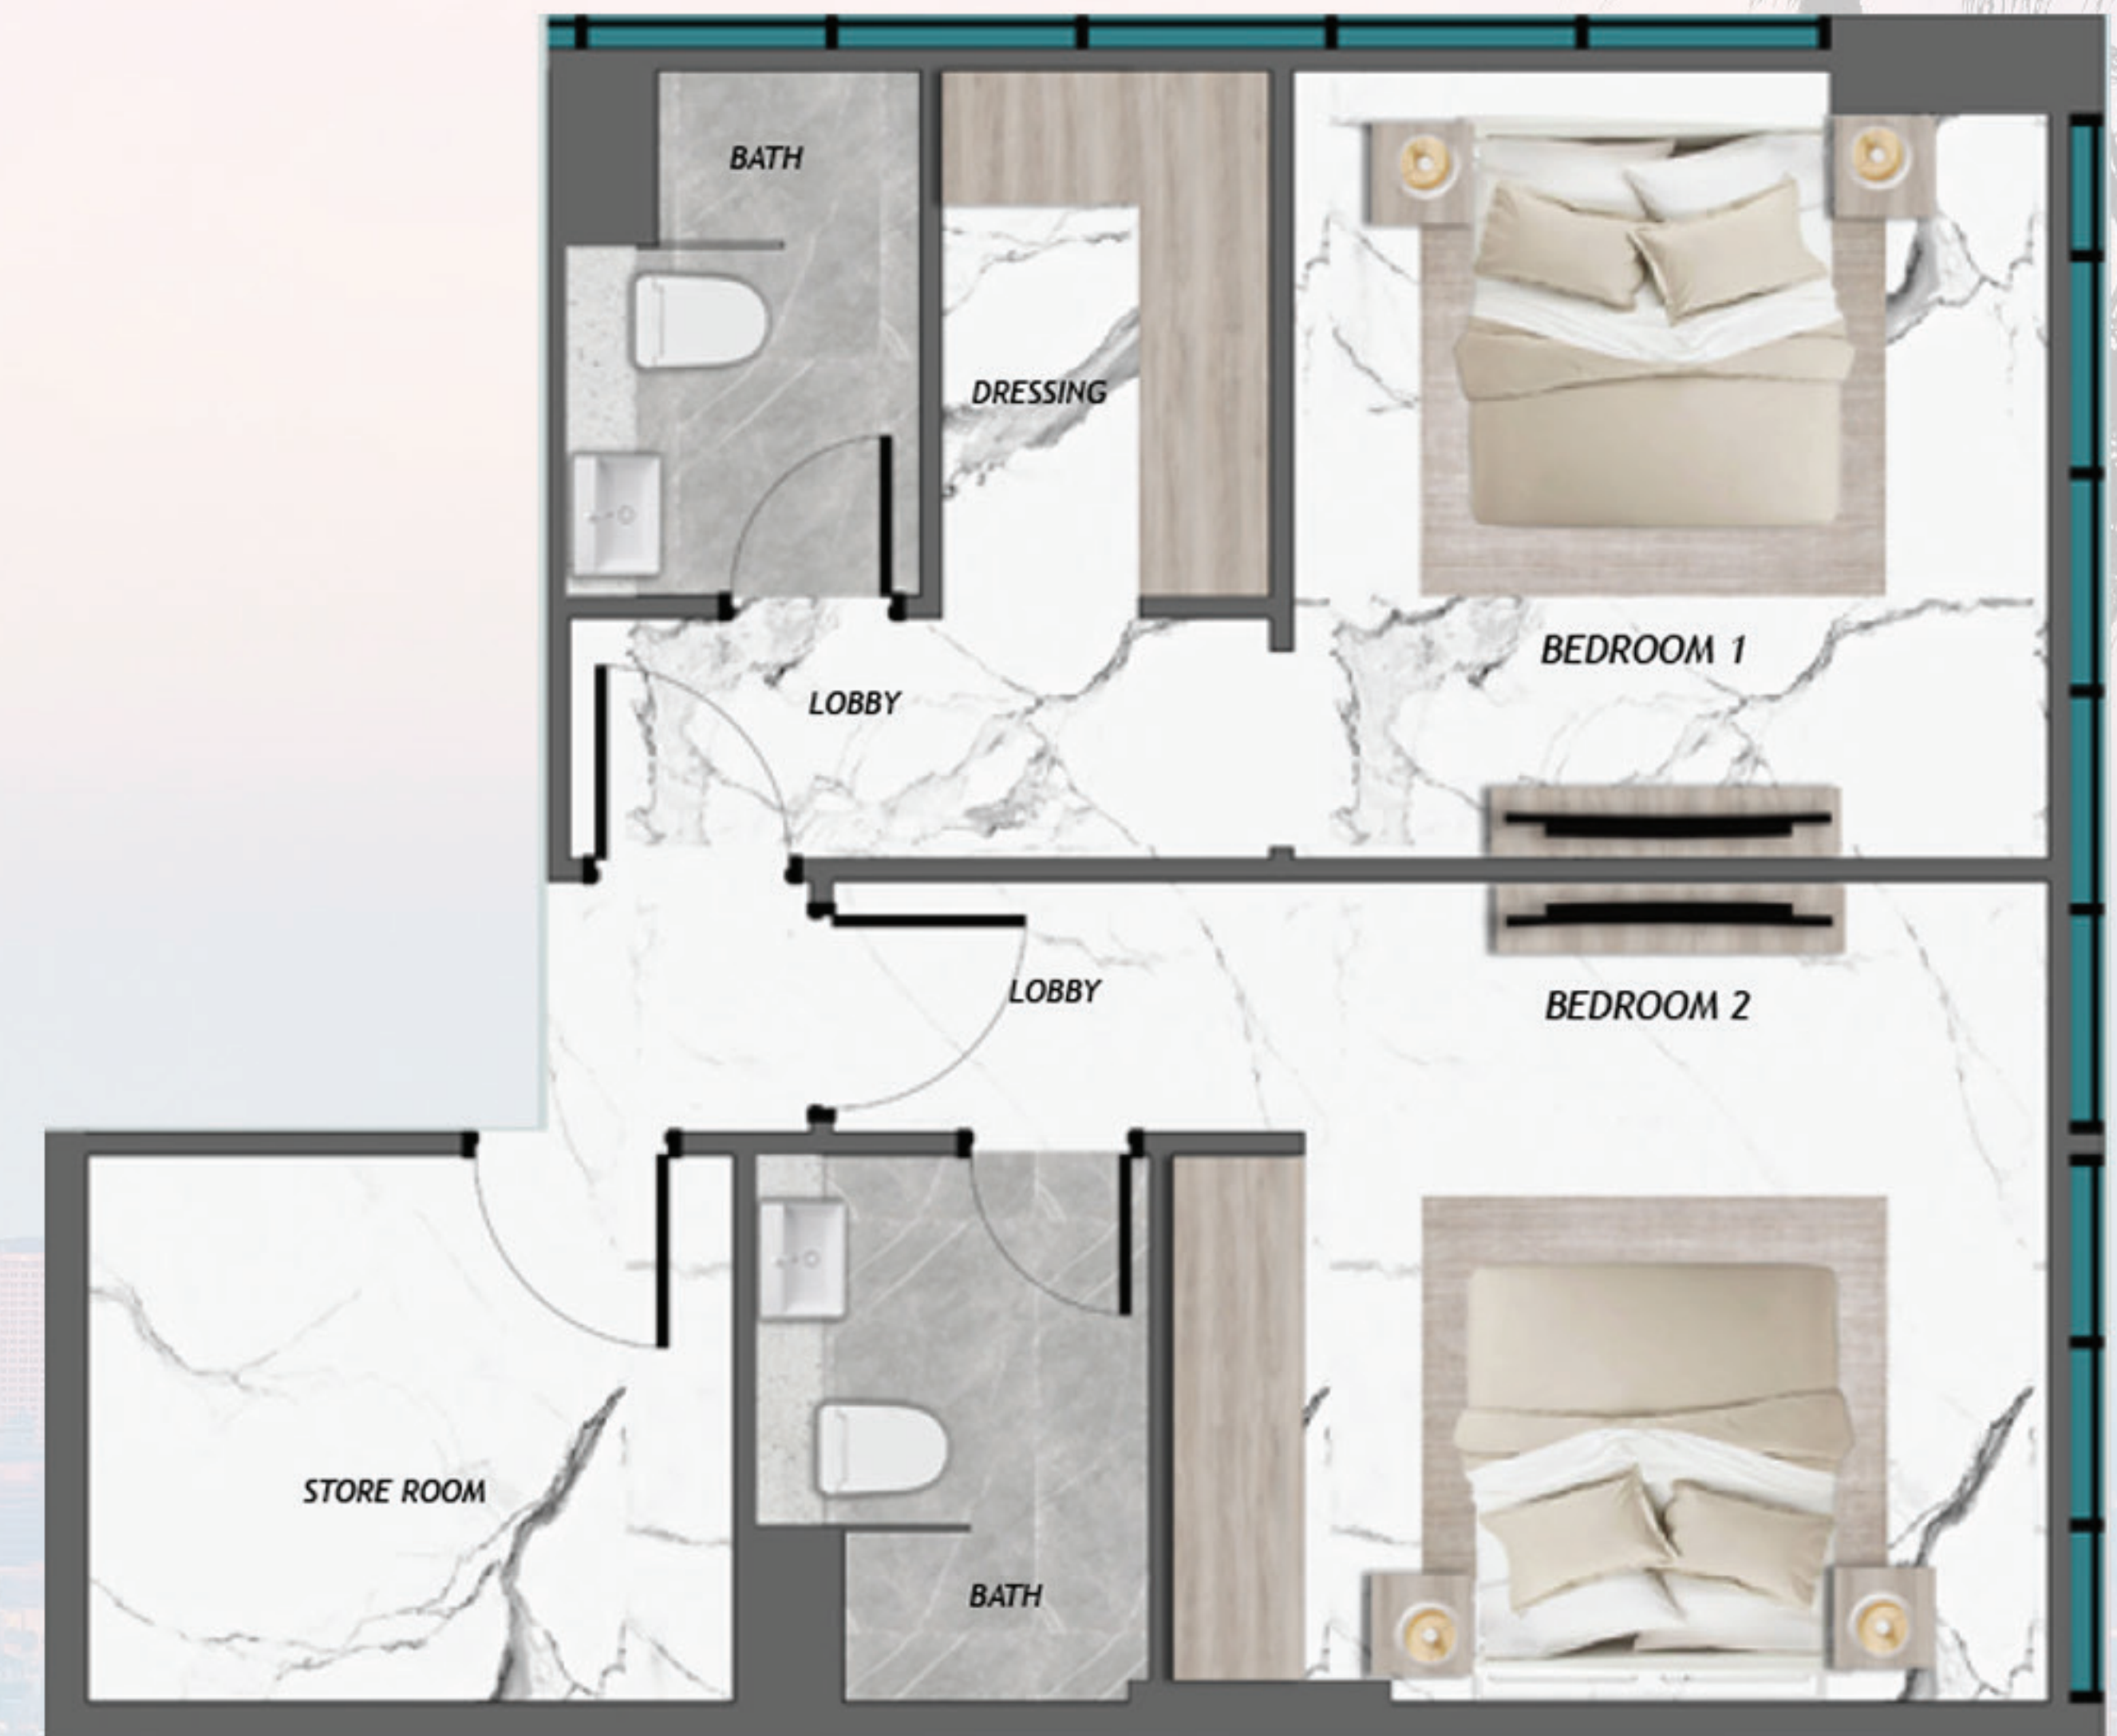 BATH
DRESSING
BEDROOM 1
LOBBY
LOBBY
BEDROOM 2
STORE ROOM
BATH